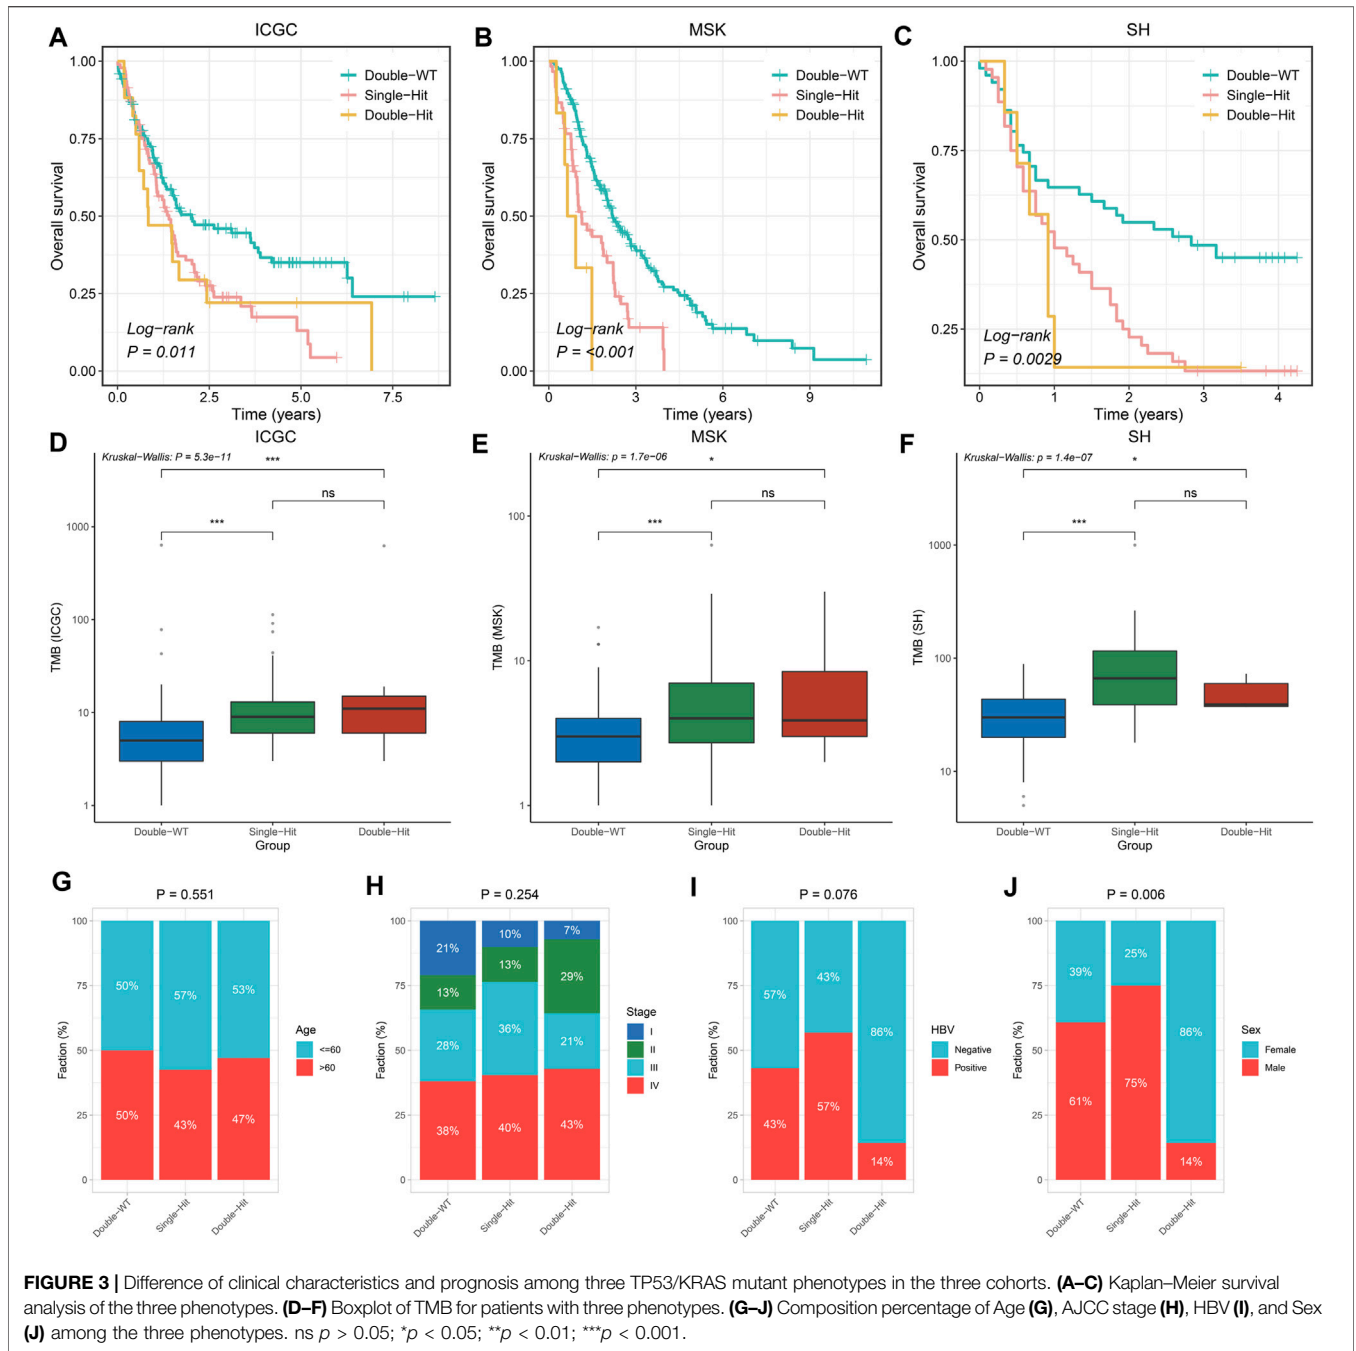 A
ICGC
Overall survival
1.00
0.75
0.50
0.25
0.00
Double-WT
Single-Hit
Double-Hit
Log-rank
P = 0.011
0.0 2.5 5.0 7.5
Time (years)
B
MSK
Overall survival
1.00
0.75
0.50
0.25
0.00
Double-WT
Single-Hit
Double-Hit
Log-rank
P = <0.001
0 3 6 9
Time (years)
C
SH
Overall survival
1.00
0.75
0.50
0.25
Double-WT
Single-Hit
Double-Hit
Log-rank
P = 0.0029
0 1 2 3 4
Time (years)
D
ICGC
Kruskal-Wallis: P = 5.3e-11
***
ns
***
TMB (ICGC)
1000
100
10
1
Double-WT Single-Hit Double-Hit
Group
E
MSK
Kruskal-Wallis: p = 1.7e-06
*
ns
***
TMB (MSK)
100
10
1
Double-WT Single-Hit Double-Hit
Group
F
SH
Kruskal-Wallis: p = 1.4e-07
*
ns
***
TMB (SH)
1000
100
10
Double-WT Single-Hit Double-Hit
Group
G
P = 0.551
Faction (%)
100
75
50
25
0
50% 57% 53%
50% 43% 47%
Double-WT Single-Hit Double-Hit
Age
<=60
>60
H
P = 0.254
Faction (%)
100
75
50
25
0
21% 10% 7%
13% 13% 29%
28% 36% 21%
38% 40% 43%
Double-WT Single-Hit Double-Hit
Stage
I
II
III
IV
I
P = 0.076
Faction (%)
100
75
50
25
0
57% 43% 86%
43% 57% 14%
Double-WT Single-Hit Double-Hit
HBV
Negative
Positive
J
P = 0.006
Faction (%)
100
75
50
25
0
39% 25% 86%
61% 75% 14%
Double-WT Single-Hit Double-Hit
Sex
Female
Male
FIGURE 3 | Difference of clinical characteristics and prognosis among three TP53/KRAS mutant phenotypes in the three cohorts. (A–C) Kaplan–Meier survival
analysis of the three phenotypes. (D–F) Boxplot of TMB for patients with three phenotypes. (G–J) Composition percentage of Age (G), AJCC stage (H), HBV (I), and Sex
(J) among the three phenotypes. ns p > 0.05; *p < 0.05; **p < 0.01; ***p < 0.001.